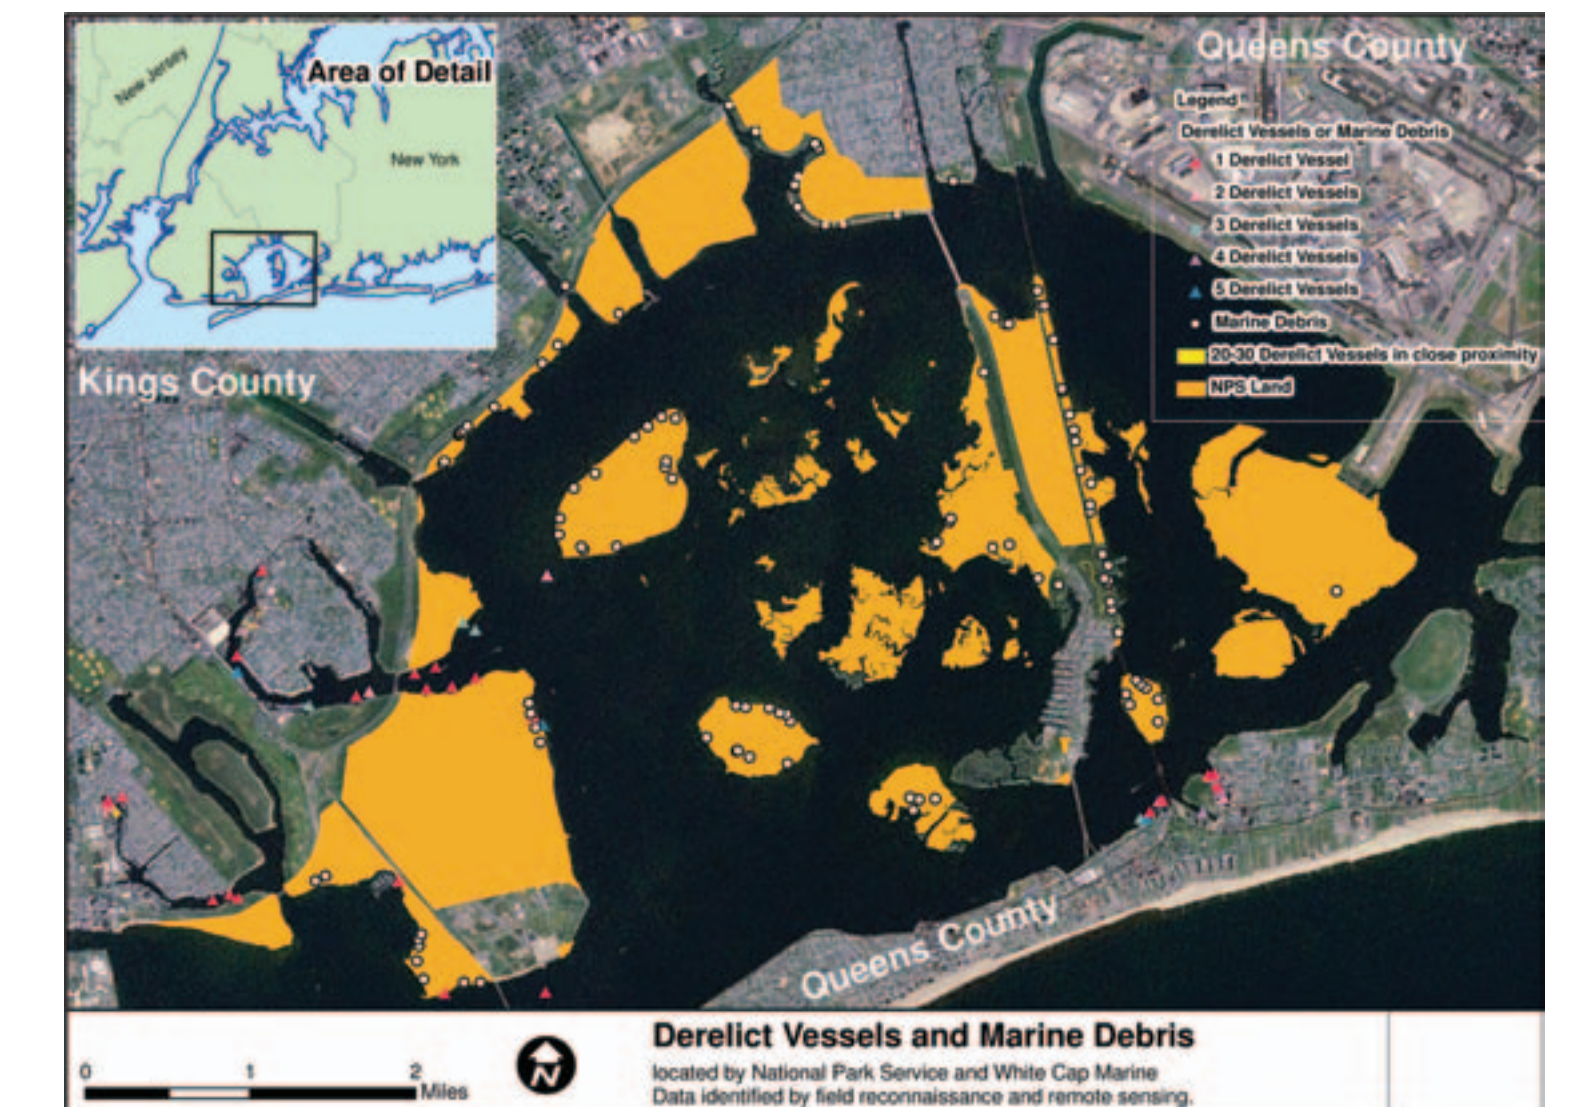 Area of Detail
New Jersey
New York
Kings County
Queens County
Legend
Derelict Vessels or Marine Debris
1 Derelict Vessel
2 Derelict Vessels
3 Derelict Vessels
4 Derelict Vessels
5 Derelict Vessels
Marine Debris
20-30 Derelict Vessels in close proximity
NPS Land
Queens County
0 1 2
Miles
N
Derelict Vessels and Marine Debris
located by National Park Service and White Cap Marine
Data identified by field reconnaissance and remote sensing.